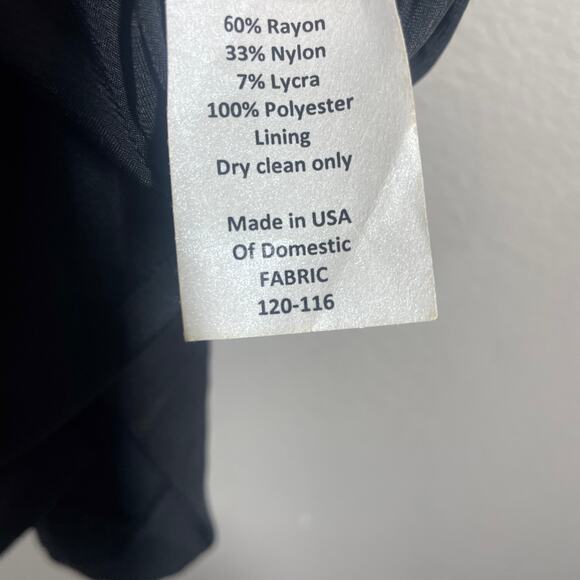 60% Rayon
33% Nylon
7% Lycra
100% Polyester
Lining
Dry clean only
Made in USA
Of Domestic
FABRIC
120-116